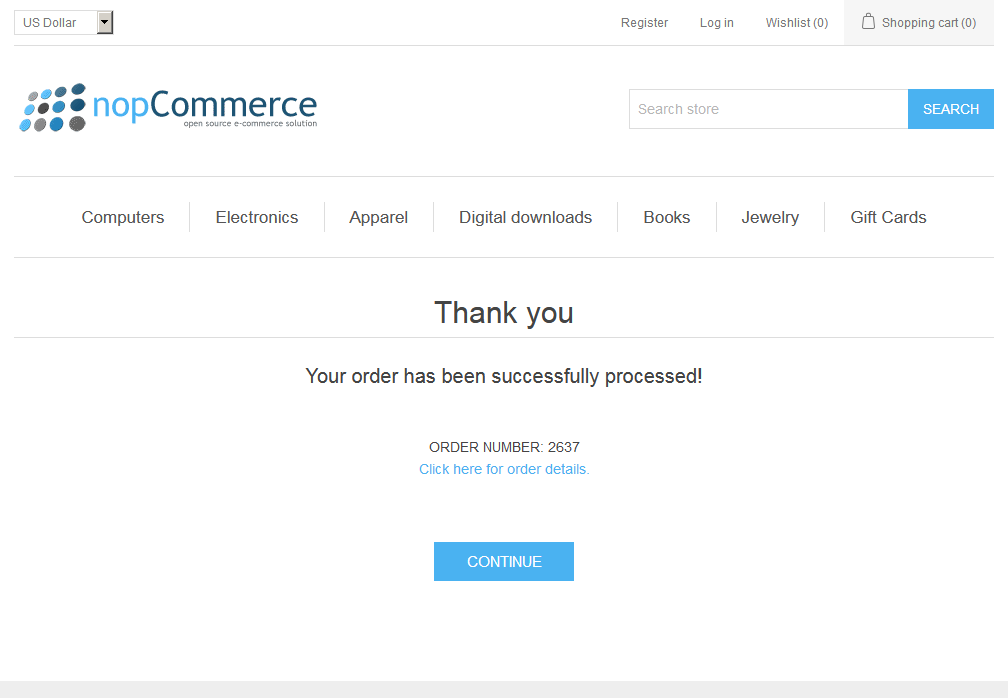 US Dollar
Register Log in Wishlist (0) Shopping cart (0)
nopCommerce
open source e-commerce solution
Search store SEARCH
Computers Electronics Apparel Digital downloads Books Jewelry Gift Cards
Thank you
Your order has been successfully processed!
ORDER NUMBER: 2637
Click here for order details.
CONTINUE